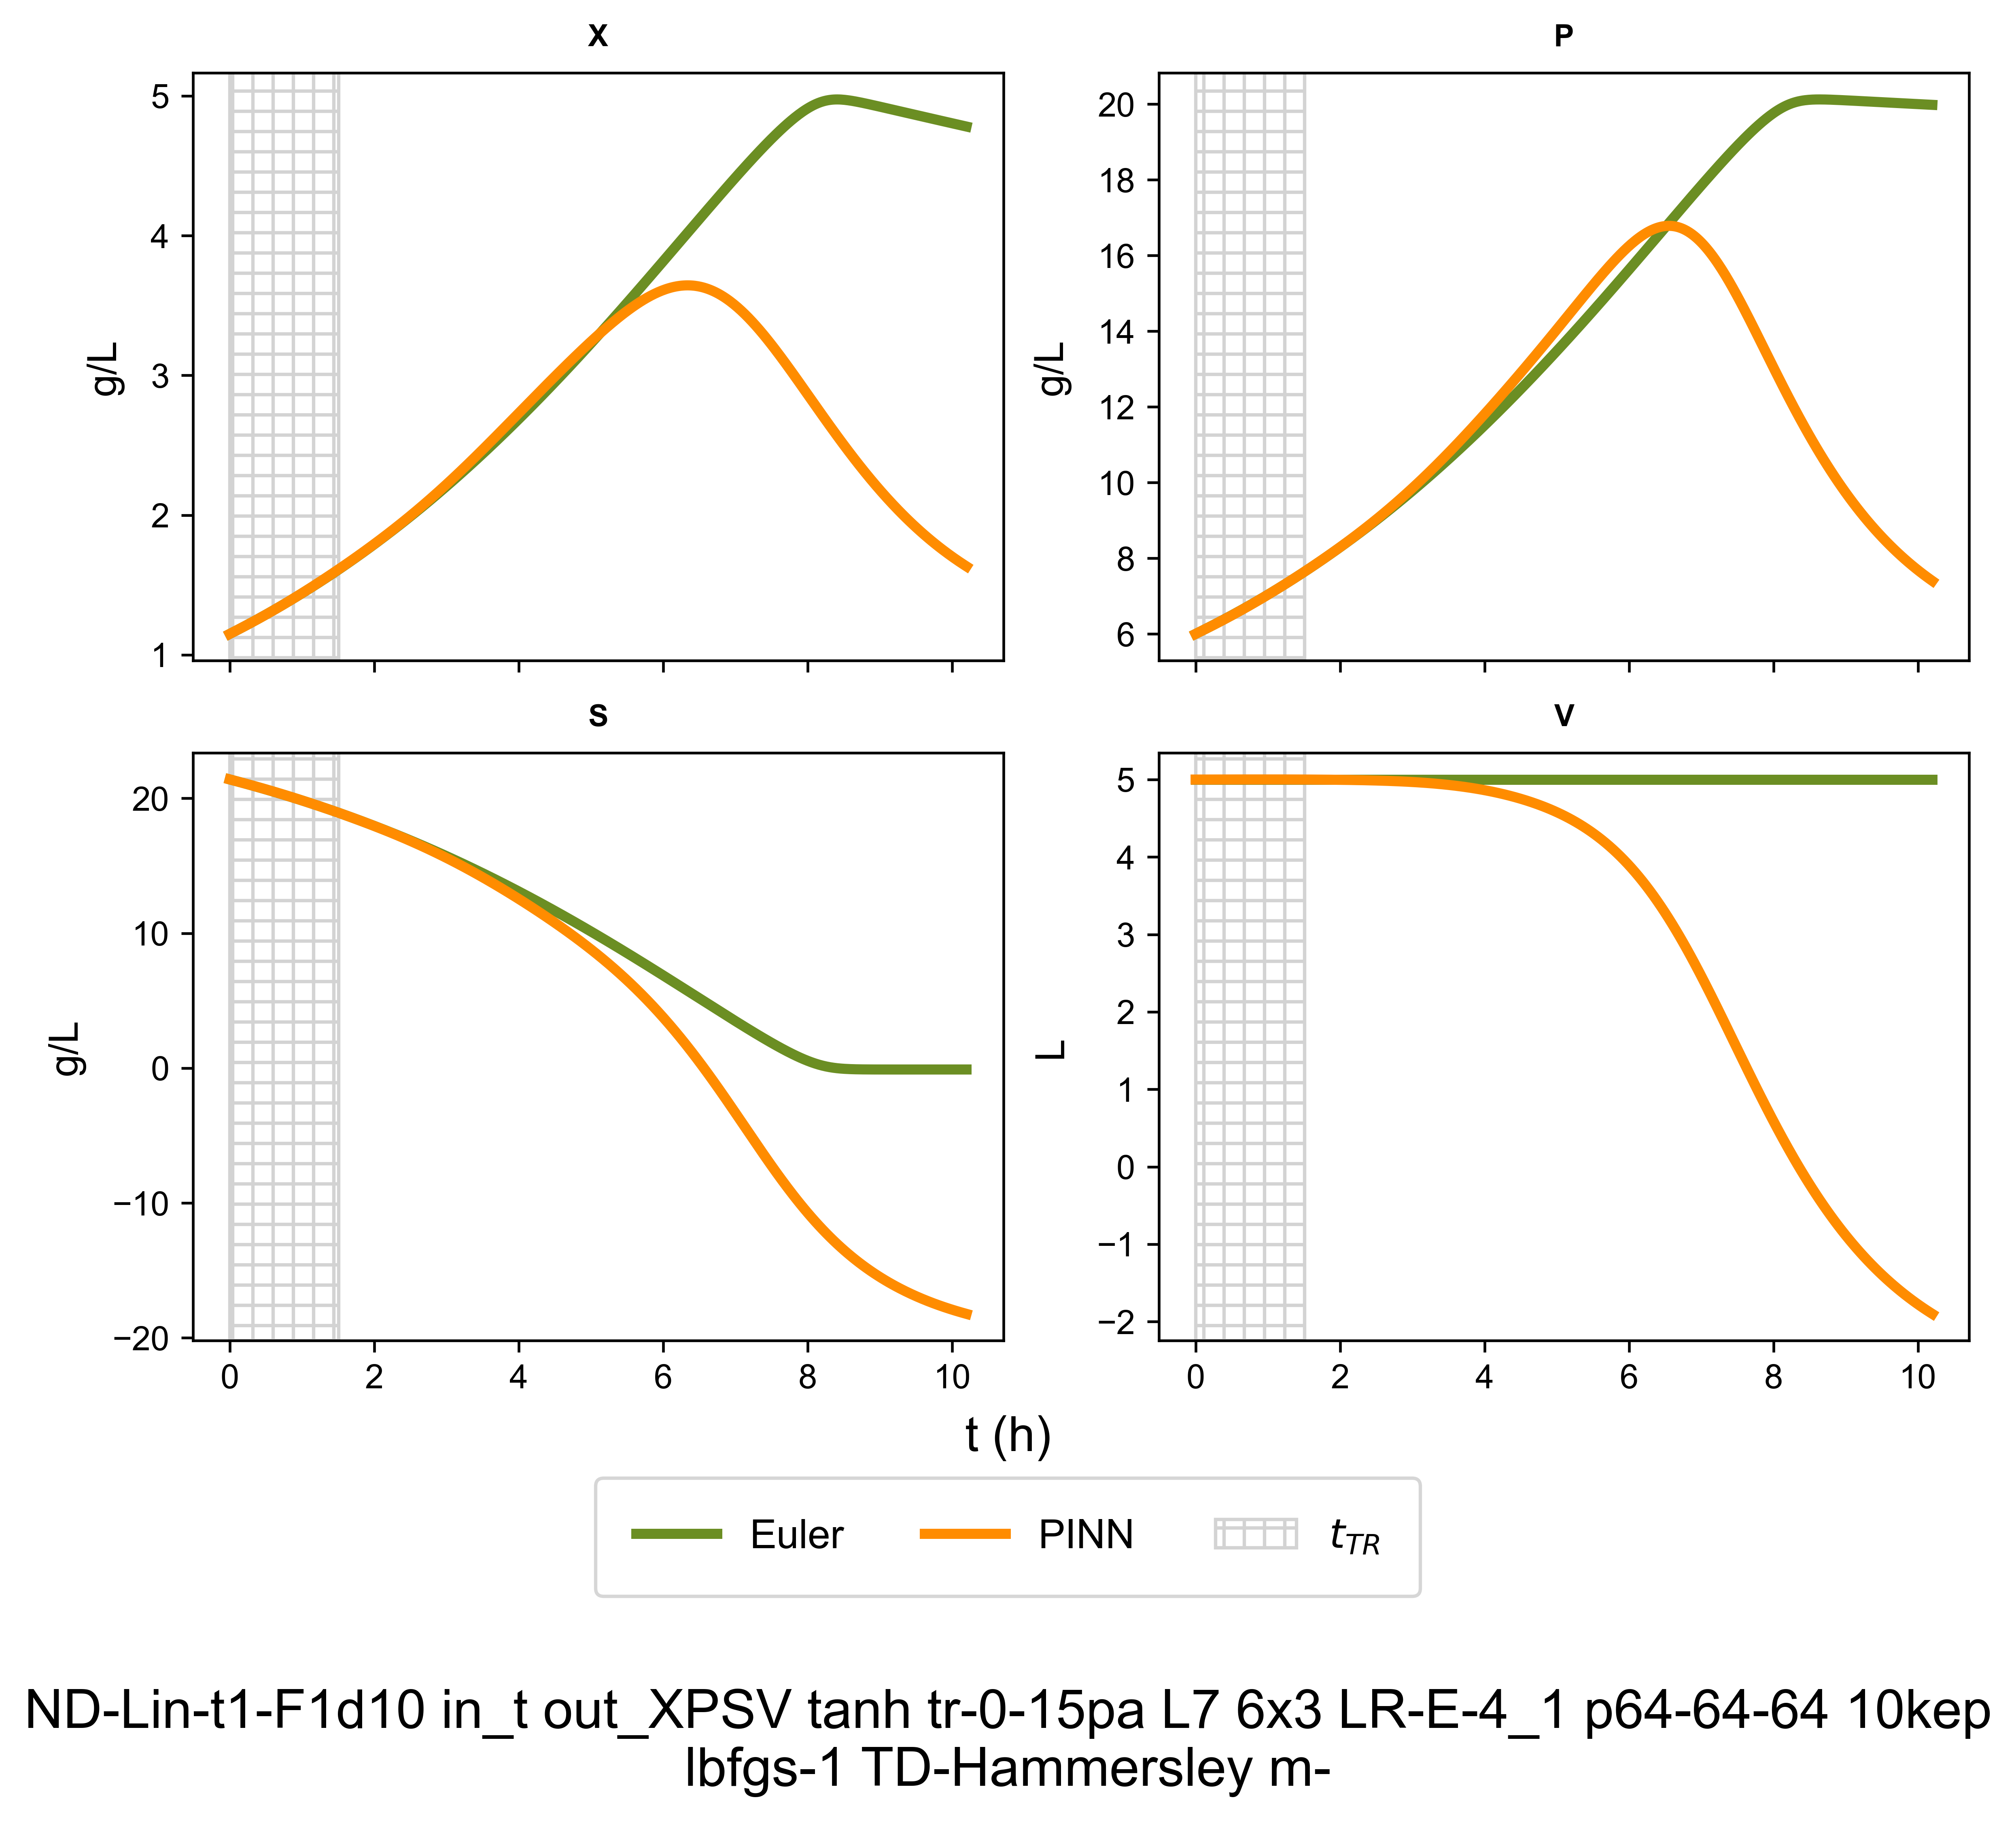 X
P
5
4
3
2
1
g/L
20
18
16
14
12
10
8
6
g/L
S
V
20
10
0
−10
−20
g/L
5
4
3
2
1
0
−1
−2
L
0 2 4 6 8 10
0 2 4 6 8 10
t (h)
Euler PINN t_TR
ND-Lin-t1-F1d10 in_t out_XPSV tanh tr-0-15pa L7 6x3 LR-E-4_1 p64-64-64 10kep
lbfgs-1 TD-Hammersley m-